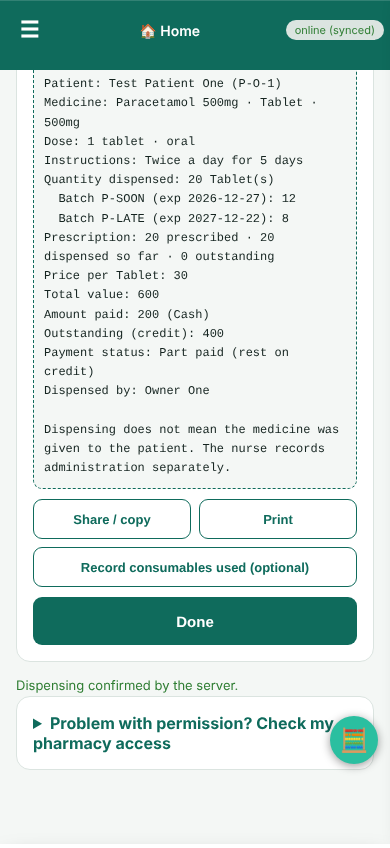 🏠 Home
online (synced)
Patient: Test Patient One (P-O-1)
Medicine: Paracetamol 500mg · Tablet ·
500mg
Dose: 1 tablet · oral
Instructions: Twice a day for 5 days
Quantity dispensed: 20 Tablet(s)
Batch P-SOON (exp 2026-12-27): 12
Batch P-LATE (exp 2027-12-22): 8
Prescription: 20 prescribed · 20
dispensed so far · 0 outstanding
Price per Tablet: 30
Total value: 600
Amount paid: 200 (Cash)
Outstanding (credit): 400
Payment status: Part paid (rest on
credit)
Dispensed by: Owner One
Dispensing does not mean the medicine was
given to the patient. The nurse records
administration separately.
Share / copy
Print
Record consumables used (optional)
Done
Dispensing confirmed by the server.
Problem with permission? Check my
pharmacy access